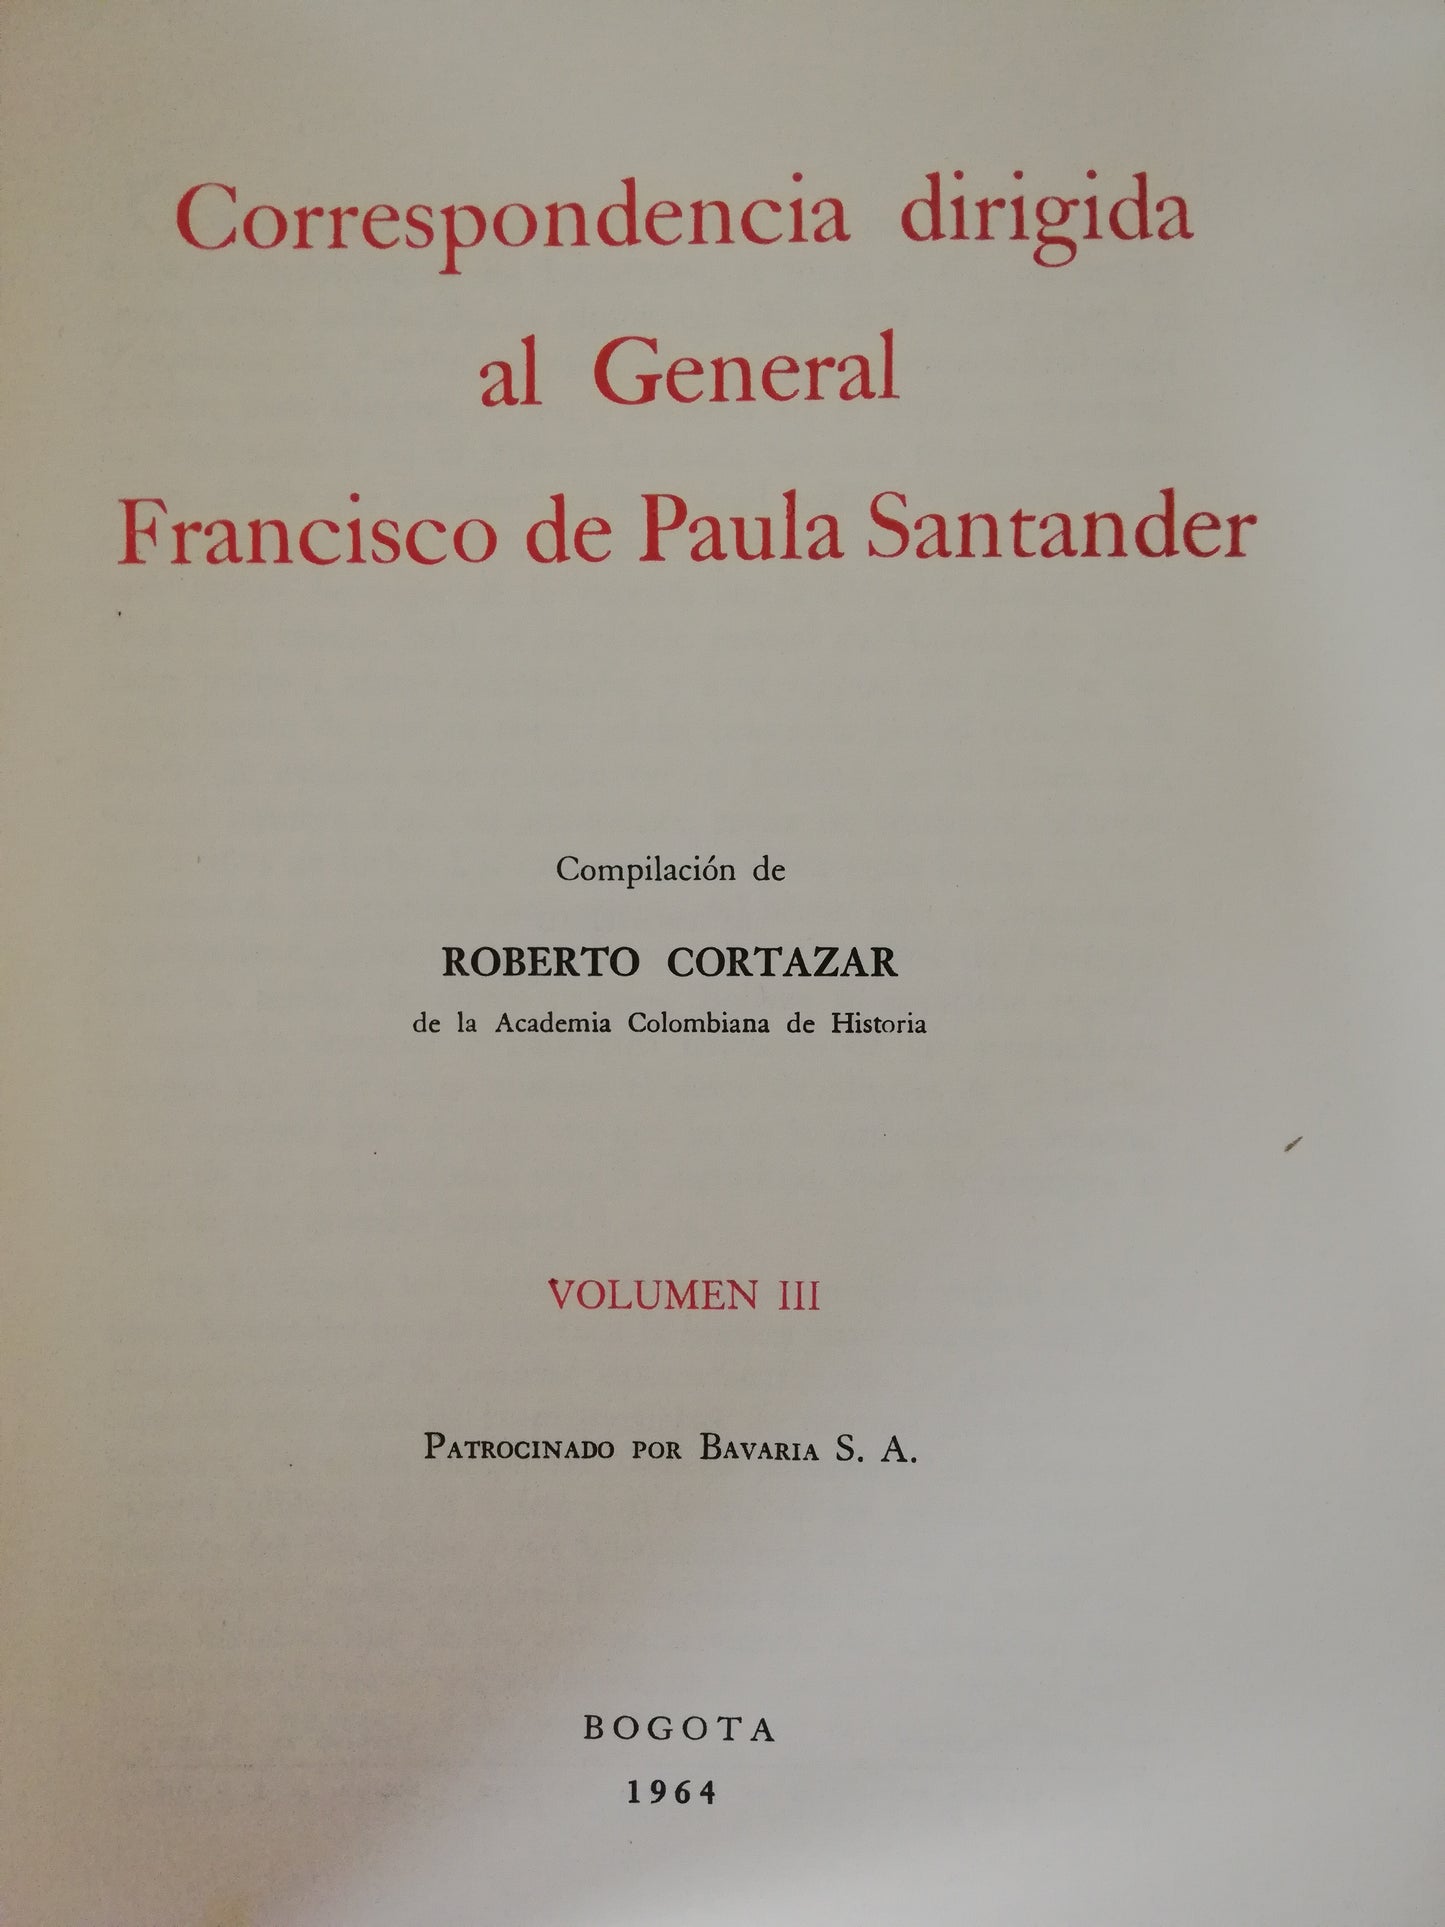 Correspondencia dirigida
al General
Francisco de Paula Santander
Compilación de
ROBERTO CORTAZAR
de la Academia Colombiana de Historia
VOLUMEN III
PATROCINADO POR BAVARIA S. A.
BOGOTA
1964